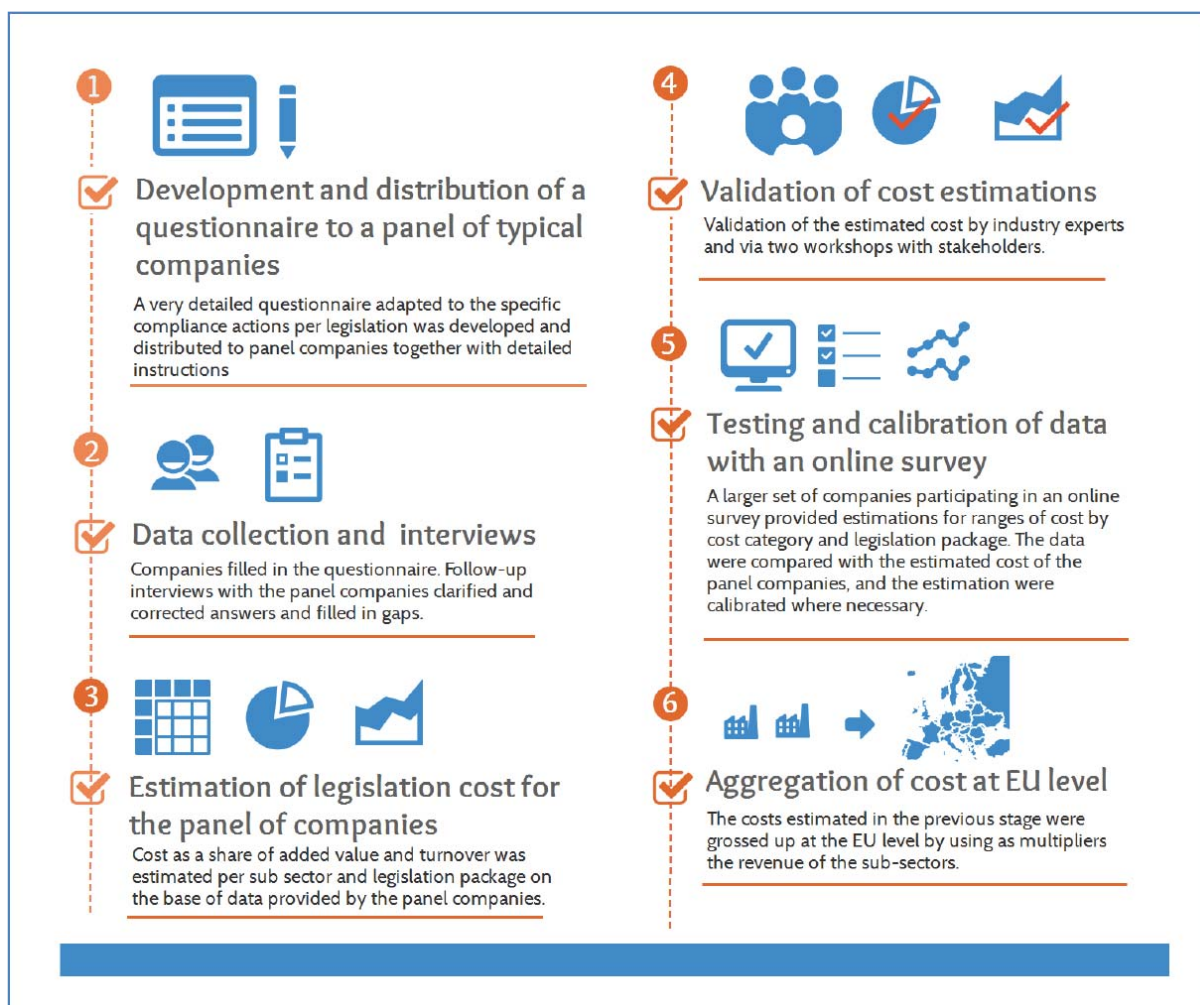 1
Development and distribution of a
questionnaire to a panel of typical
companies
A very detailed questionnaire adapted to the specific
compliance actions per legislation was developed and
distributed to panel companies together with detailed
instructions
2
Data collection and interviews
Companies filled in the questionnaire. Follow-up
interviews with the panel companies clarified and
corrected answers and filled in gaps.
3
Estimation of legislation cost for
the panel of companies
Cost as a share of added value and turnover was
estimated per sub sector and legislation package on
the base of data provided by the panel companies.
4
Validation of cost estimations
Validation of the estimated cost by industry experts
and via two workshops with stakeholders.
5
Testing and calibration of data
with an online survey
A larger set of companies participating in an online
survey provided estimations for ranges of cost by
cost category and legislation package. The data
were compared with the estimated cost of the
panel companies, and the estimation were
calibrated where necessary.
6
Aggregation of cost at EU level
The costs estimated in the previous stage were
grossed up at the EU level by using as multipliers
the revenue of the sub-sectors.